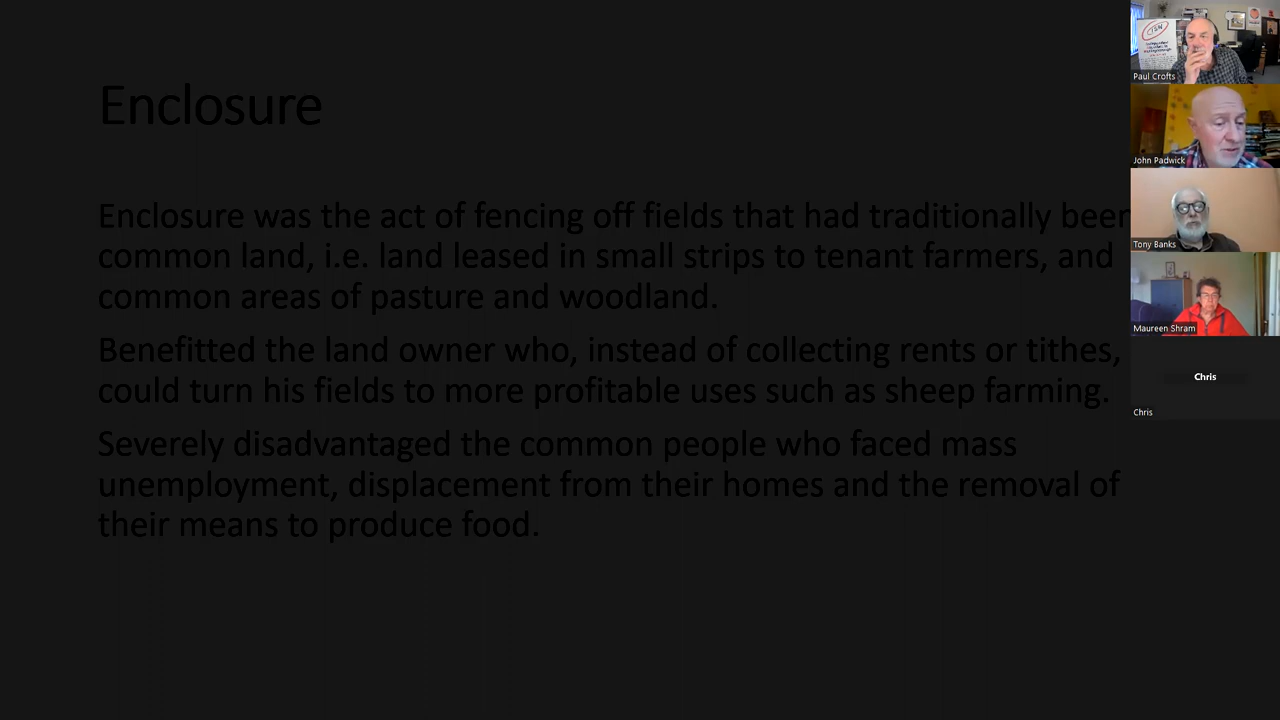 Enclosure
Enclosure was the act of fencing off fields that had traditionally been
common land, i.e. land leased in small strips to tenant farmers, and
common areas of pasture and woodland.
Benefitted the land owner who, instead of collecting rents or tithes,
could turn his fields to more profitable uses such as sheep farming.
Severely disadvantaged the common people who faced mass
unemployment, displacement from their homes and the removal of
their means to produce food.
Paul Crofts
John Padwick
Tony Banks
Maureen Shram
Chris
Chris